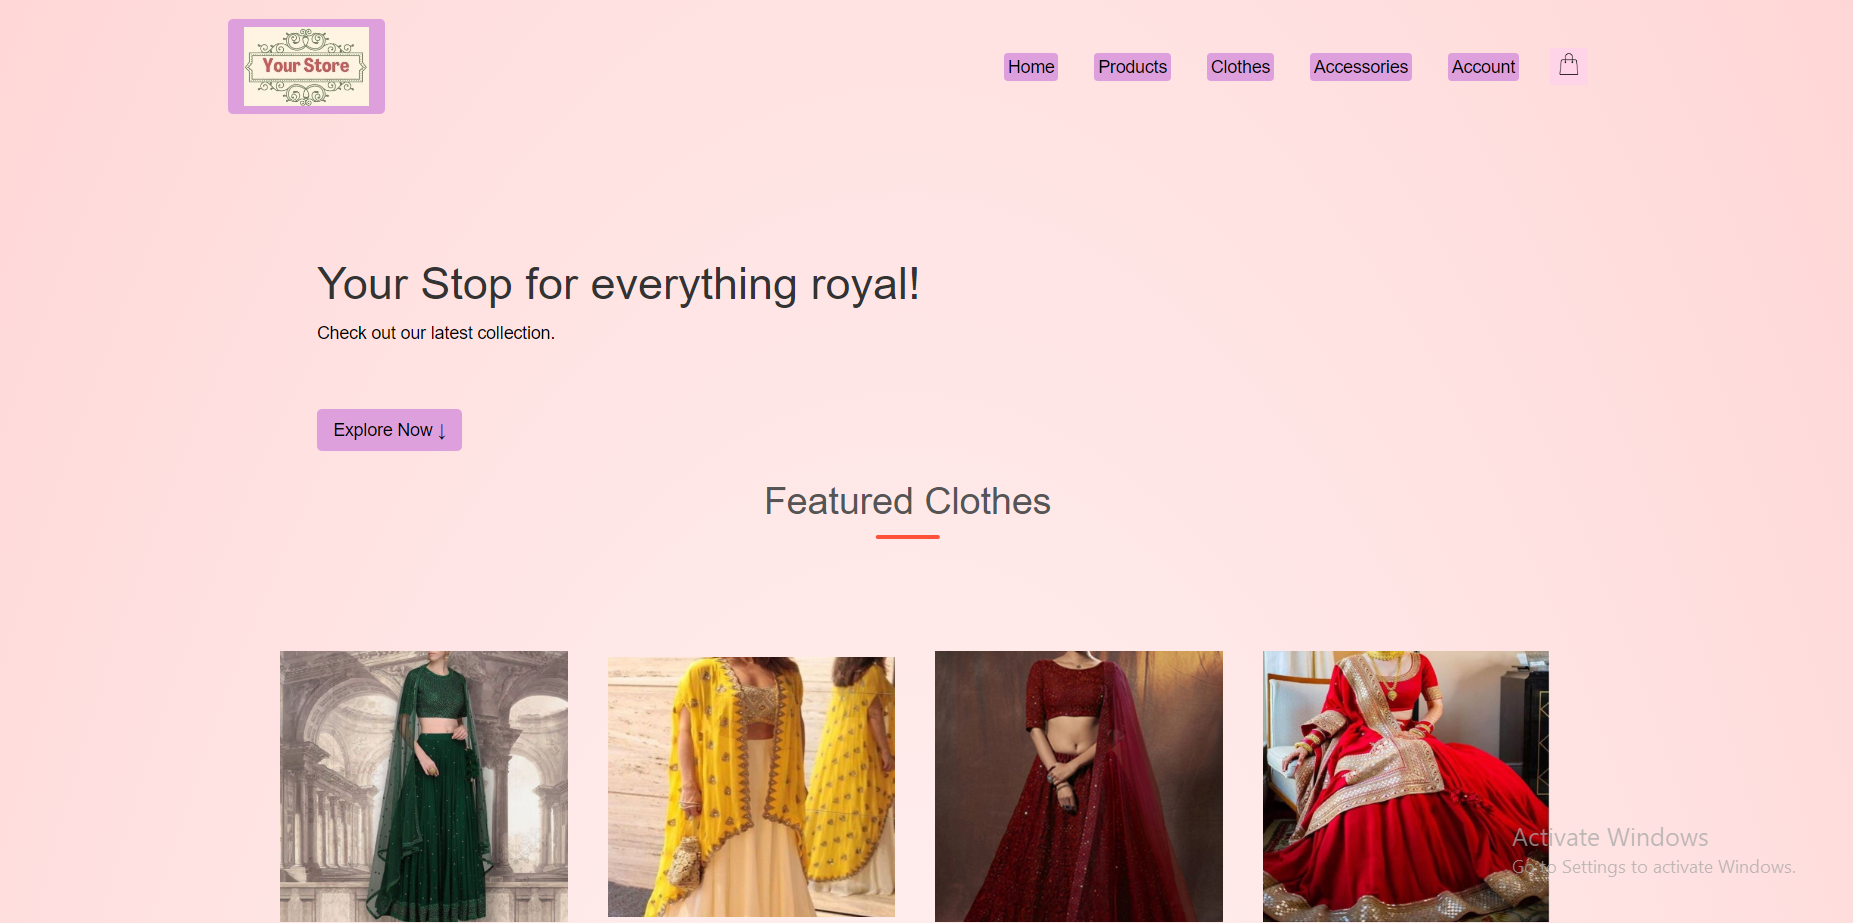 Your Store
Home Products Clothes Accessories Account
Your Stop for everything royal!
Check out our latest collection.
Explore Now ↓
Featured Clothes
Activate Windows
Go to Settings to activate Windows.